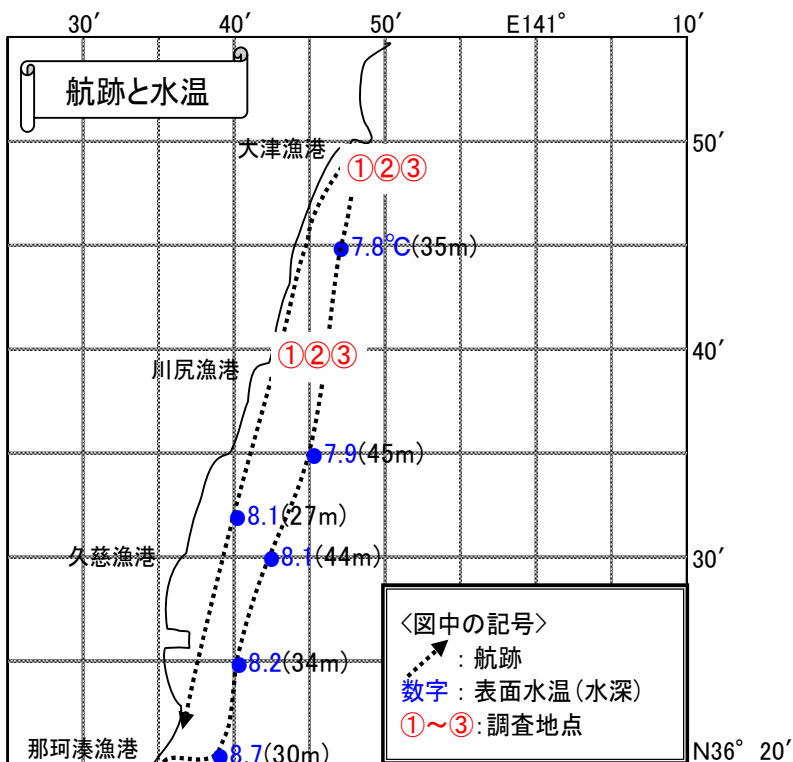 30′ 40′ 50′ E141° 10′
航跡と水温
大津漁港
50′
①②③
7.8℃(35m)
40′
①②③
川尻漁港
7.9(45m)
8.1(27m)
久慈漁港
8.1(44m)
30′
8.2(34m)
<図中の記号>
：航跡
数字：表面水温(水深)
①～③:調査地点
那珂湊漁港
8.7(30m)
N36° 20′